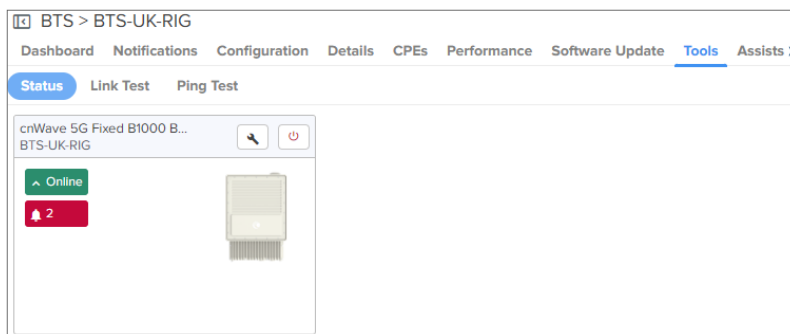 BTS > BTS-UK-RIG
Dashboard Notifications Configuration Details CPEs Performance Software Update Tools Assists
Status Link Test Ping Test
cnWave 5G Fixed B1000 B...
BTS-UK-RIG
Online
2